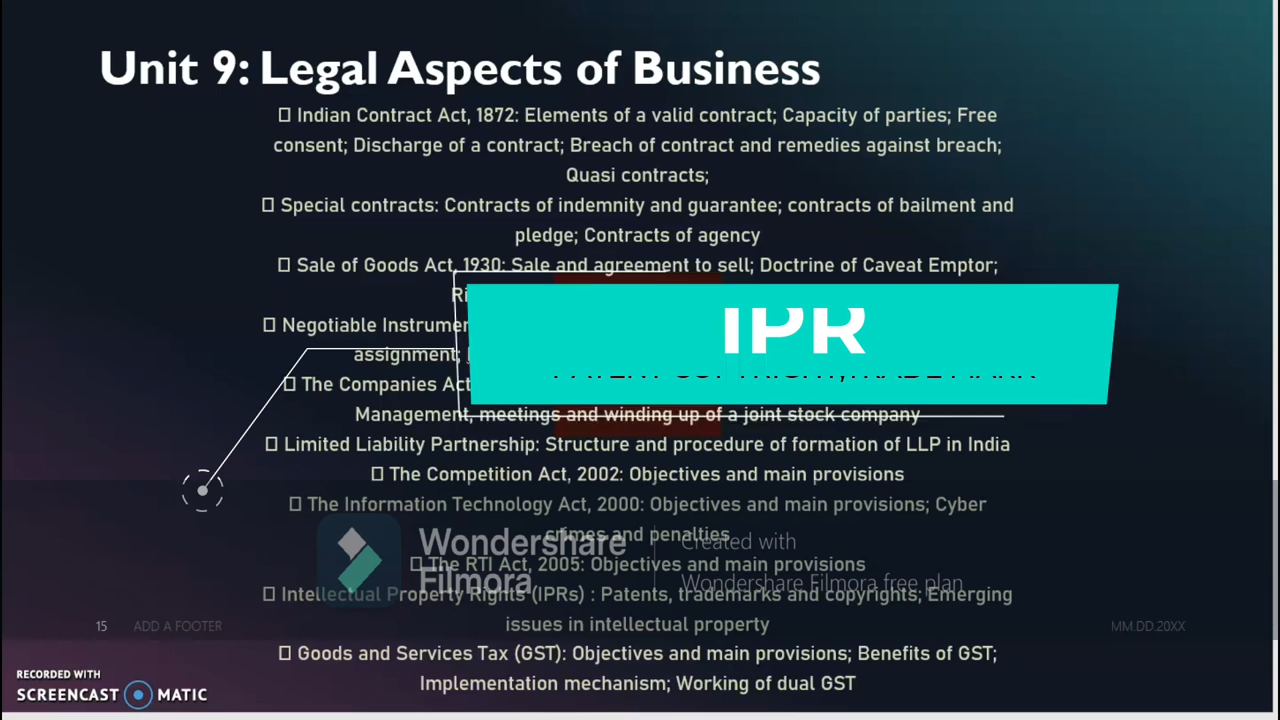 Unit 9: Legal Aspects of Business
Indian Contract Act, 1872: Elements of a valid contract; Capacity of parties; Free
consent; Discharge of a contract; Breach of contract and remedies against breach;
Quasi contracts;
Special contracts: Contracts of indemnity and guarantee; contracts of bailment and
pledge; Contracts of agency
Sale of Goods Act, 1930: Sale and agreement to sell; Doctrine of Caveat Emptor;
Negotiable
assignment;
The Companies Act
Management, meetings and winding up of a joint stock company
IPR
Limited Liability Partnership: Structure and procedure of formation of LLP in India
The Competition Act, 2002: Objectives and main provisions
The Information Technology Act, 2000: Objectives and main provisions; Cyber
crimes and penalties
The RTI Act, 2005: Objectives and main provisions
Intellectual Property Rights (IPRs) : Patents, trademarks and copyrights; Emerging
issues in intellectual property
Goods and Services Tax (GST): Objectives and main provisions; Benefits of GST;
Implementation mechanism; Working of dual GST
Wondershare
Filmora
Created with
Wondershare Filmora free plan
15 ADD A FOOTER MM.DD.20XX
RECORDED WITH
SCREENCAST MATIC